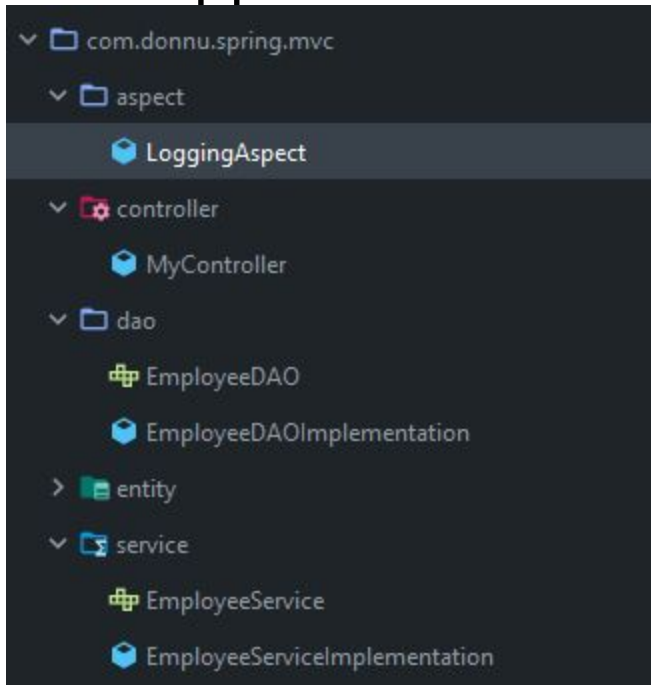 com.donnu.spring.mvc
aspect
LoggingAspect
controller
MyController
dao
EmployeeDAO
EmployeeDAOImplementation
entity
service
EmployeeService
EmployeeServiceImplementation